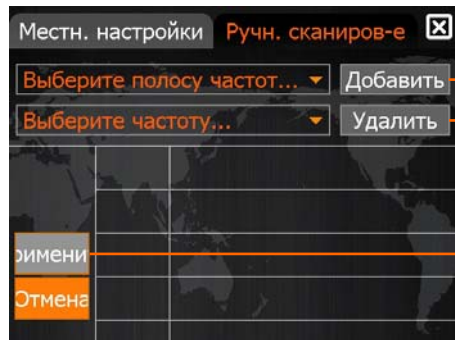 Местн. настройки Ручн. сканиров-е
Выберите полосу частот... Добавить
Выберите частоту... Удалить
римени
Отмена